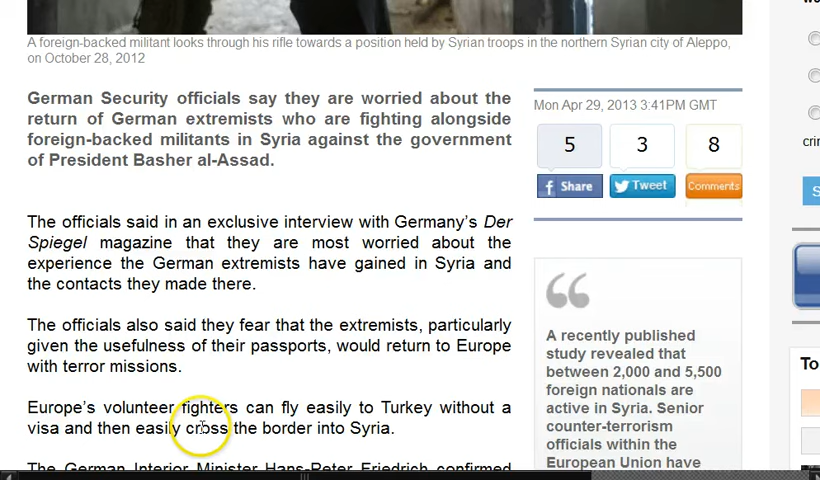 A foreign-backed militant looks through his rifle towards a position held by Syrian troops in the northern Syrian city of Aleppo,
on October 28, 2012
German Security officials say they are worried about the
return of German extremists who are fighting alongside
foreign-backed militants in Syria against the government
of President Basher al-Assad.
The officials said in an exclusive interview with Germany's Der
Spiegel magazine that they are most worried about the
experience the German extremists have gained in Syria and
the contacts they made there.
The officials also said they fear that the extremists, particularly
given the usefulness of their passports, would return to Europe
with terror missions.
Europe's volunteer fighters can fly easily to Turkey without a
visa and then easily cross the border into Syria.
The German Interior Minister Hans-Peter Friedrich confirmed
Mon Apr 29, 2013 3:41PM GMT
5 3 8
Share Tweet Comments
A recently published
study revealed that
between 2,000 and 5,500
foreign nationals are
active in Syria. Senior
counter-terrorism
officials within the
European Union have
cri
S
To